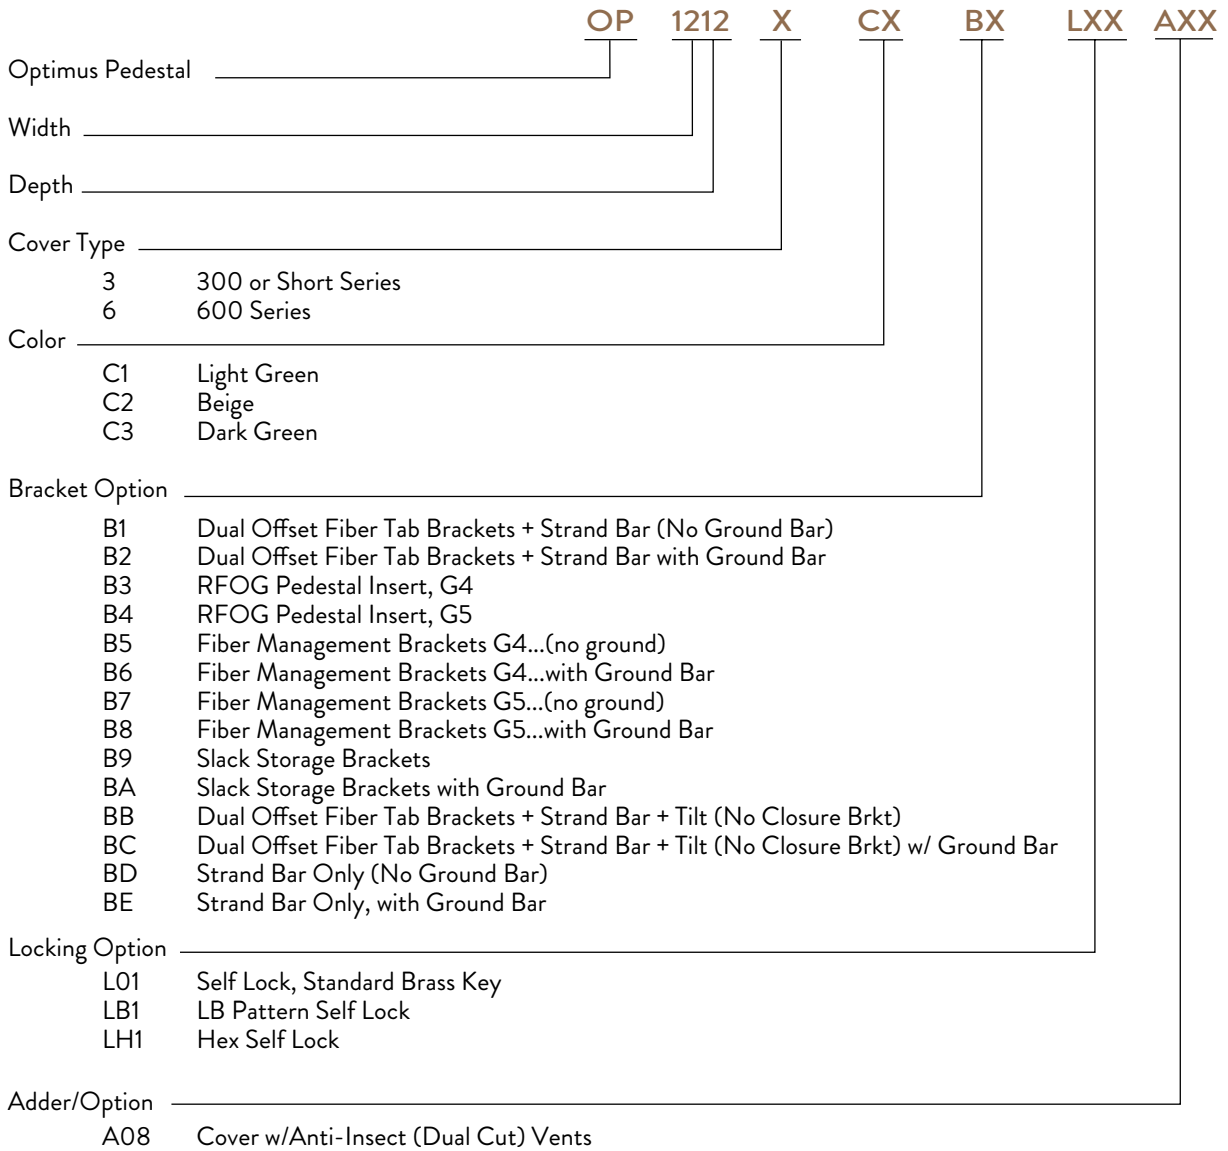 OP 1212 X CX BX LXX AXX
Optimus Pedestal
Width
Depth
Cover Type
3 300 or Short Series
6 600 Series
Color
C1 Light Green
C2 Beige
C3 Dark Green
Bracket Option
B1 Dual Offset Fiber Tab Brackets + Strand Bar (No Ground Bar)
B2 Dual Offset Fiber Tab Brackets + Strand Bar with Ground Bar
B3 RFOG Pedestal Insert, G4
B4 RFOG Pedestal Insert, G5
B5 Fiber Management Brackets G4...(no ground)
B6 Fiber Management Brackets G4...with Ground Bar
B7 Fiber Management Brackets G5...(no ground)
B8 Fiber Management Brackets G5...with Ground Bar
B9 Slack Storage Brackets
BA Slack Storage Brackets with Ground Bar
BB Dual Offset Fiber Tab Brackets + Strand Bar + Tilt (No Closure Brkt)
BC Dual Offset Fiber Tab Brackets + Strand Bar + Tilt (No Closure Brkt) w/ Ground Bar
BD Strand Bar Only (No Ground Bar)
BE Strand Bar Only, with Ground Bar
Locking Option
L01 Self Lock, Standard Brass Key
LB1 LB Pattern Self Lock
LH1 Hex Self Lock
Adder/Option
A08 Cover w/Anti-Insect (Dual Cut) Vents